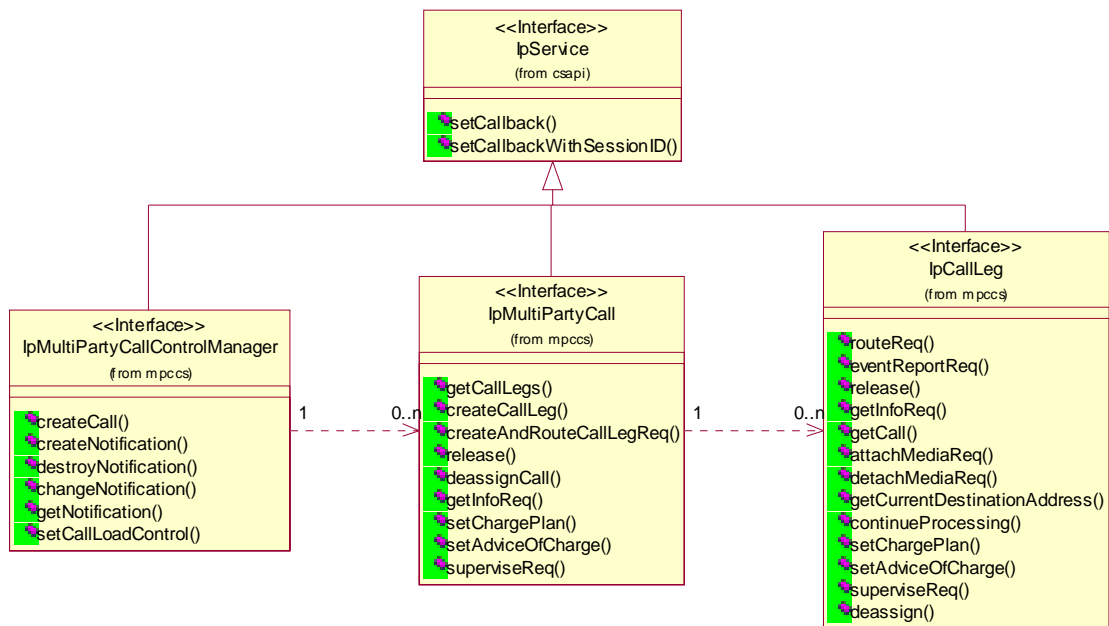 <<Interface>>
IpService
(from csapi)
setCallback()
setCallbackWithSessionID()
<<Interface>>
IpMultiPartyCallControlManager
(from mpccs)
createCall()
createNotification()
destroyNotification()
changeNotification()
getNotification()
setCallLoadControl()
1
0..n
<<Interface>>
IpMultiPartyCall
(from mpccs)
getCallLegs()
createCallLeg()
createAndRouteCallLegReq()
release()
deassignCall()
getInfoReq()
setChargePlan()
setAdviceOfCharge()
superviseReq()
1
0..n
<<Interface>>
IpCallLeg
(from mpccs)
routeReq()
eventReportReq()
release()
getInfoReq()
getCall()
attachMediaReq()
detachMediaReq()
getCurrentDestinationAddress()
continueProcessing()
setChargePlan()
setAdviceOfCharge()
superviseReq()
deassign()